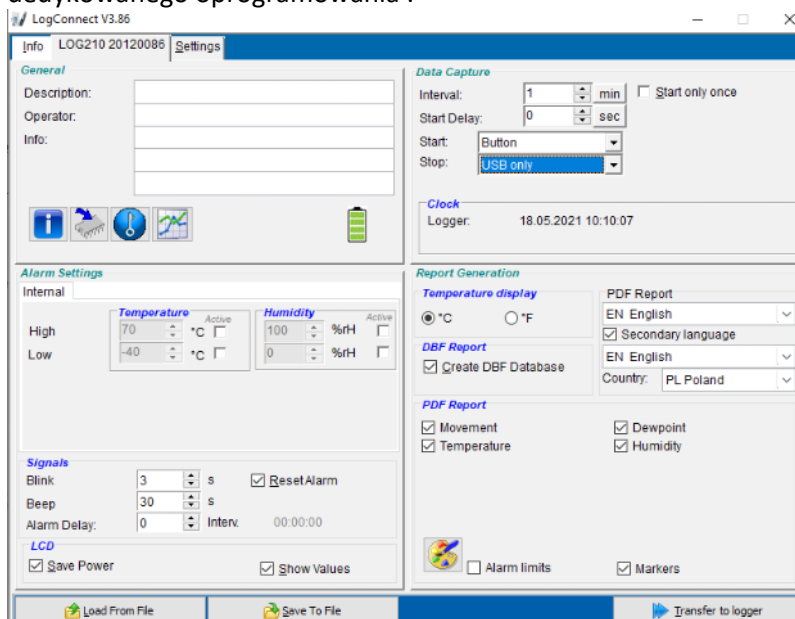 dedykowanego oprogramowania .
LogConnect V3.86
Info LOG210 20120086 Settings
General
Description:
Operator:
Info:
Data Capture
Interval: 1 min Start only once
Start Delay: 0 sec
Start: Button
Stop: USB only
Clock
Logger: 18.05.2021 10:10:07
Alarm Settings
Internal
Temperature Active Humidity Active
High 70 °C 100 %rH
Low -40 °C 0 %rH
Signals
Blink 3 s Reset Alarm
Beep 30 s
Alarm Delay: 0 Interv. 00:00:00
LCD
Save Power Show Values
Report Generation
Temperature display
°C °F
DBF Report
Create DBF Database
PDF Report
EN English
Secondary language
EN English
Country: PL Poland
PDF Report
Movement Dewpoint
Temperature Humidity
Alarm limits Markers
Load From File Save To File Transfer to logger